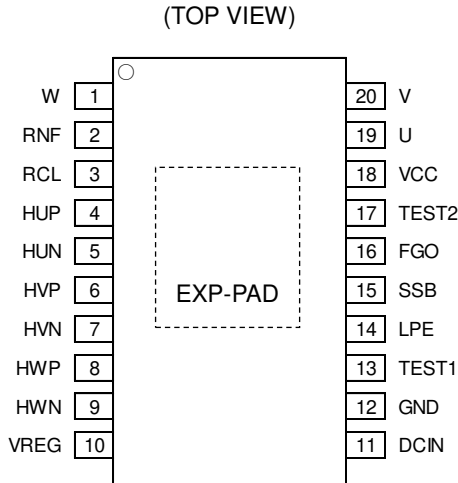 (TOP VIEW)
W 1 20 V
RNF 2 19 U
RCL 3 18 VCC
HUP 4 17 TEST2
HUN 5 16 FGO
HVP 6 15 SSB
EXP-PAD
HVN 7 14 LPE
HWP 8 13 TEST1
HWN 9 12 GND
VREG 10 11 DCIN